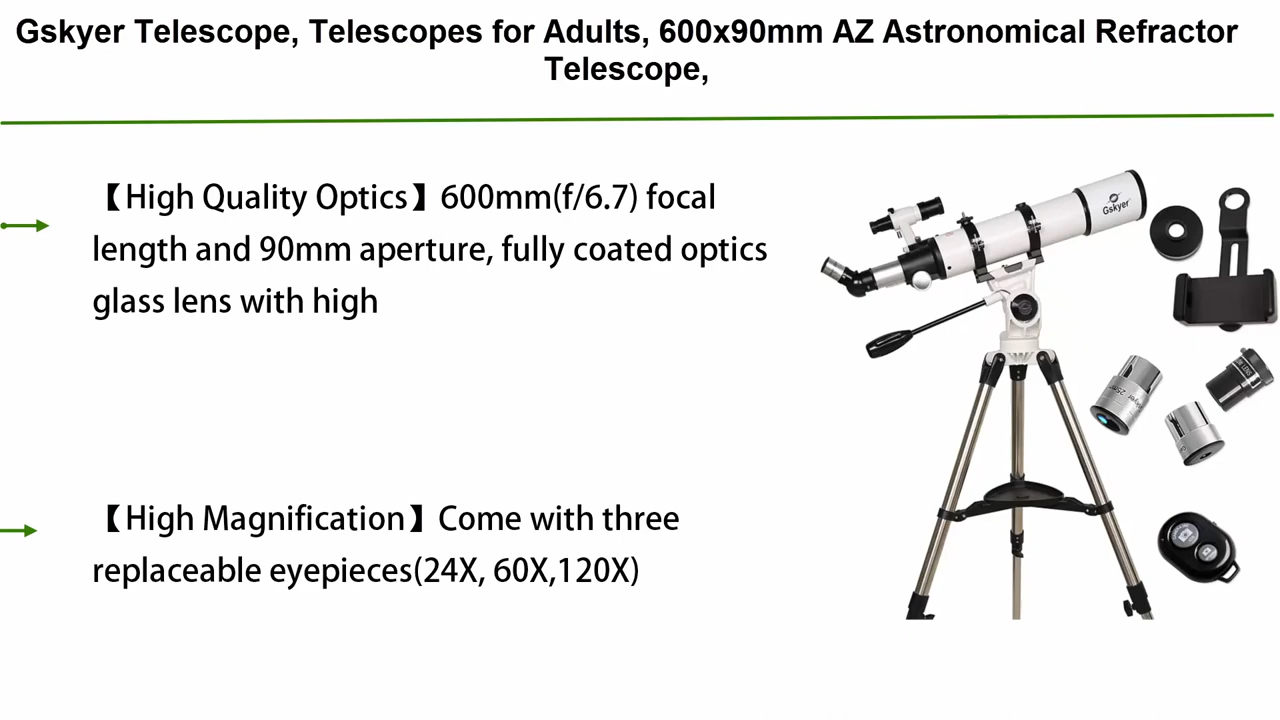 Gskyer Telescope, Telescopes for Adults, 600x90mm AZ Astronomical Refractor
Telescope,
【High Quality Optics】600mm(f/6.7) focal
length and 90mm aperture, fully coated optics
glass lens with high
Gskyer
【High Magnification】Come with three
replaceable eyepieces(24X, 60X,120X)